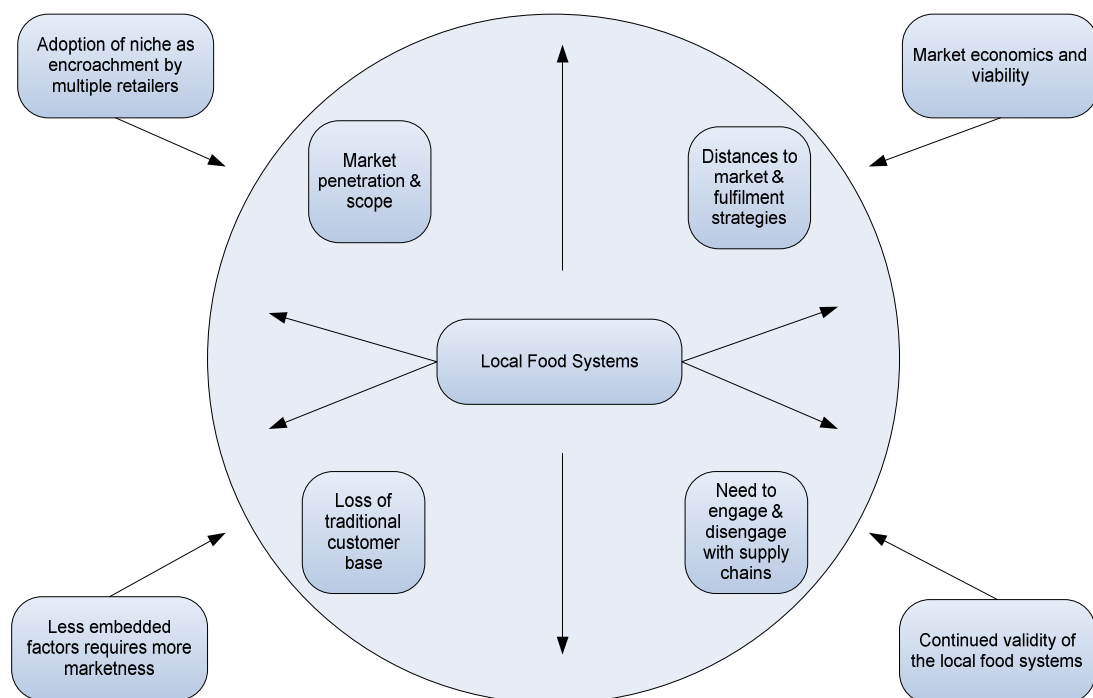 Adoption of niche as
encroachment by
multiple retailers
Market economics and
viability
Market
penetration &
scope
Distances to
market &
fulfilment
strategies
Local Food Systems
Loss of
traditional
customer
base
Need to
engage &
disengage
with supply
chains
Less embedded
factors requires more
marketness
Continued validity of
the local food systems